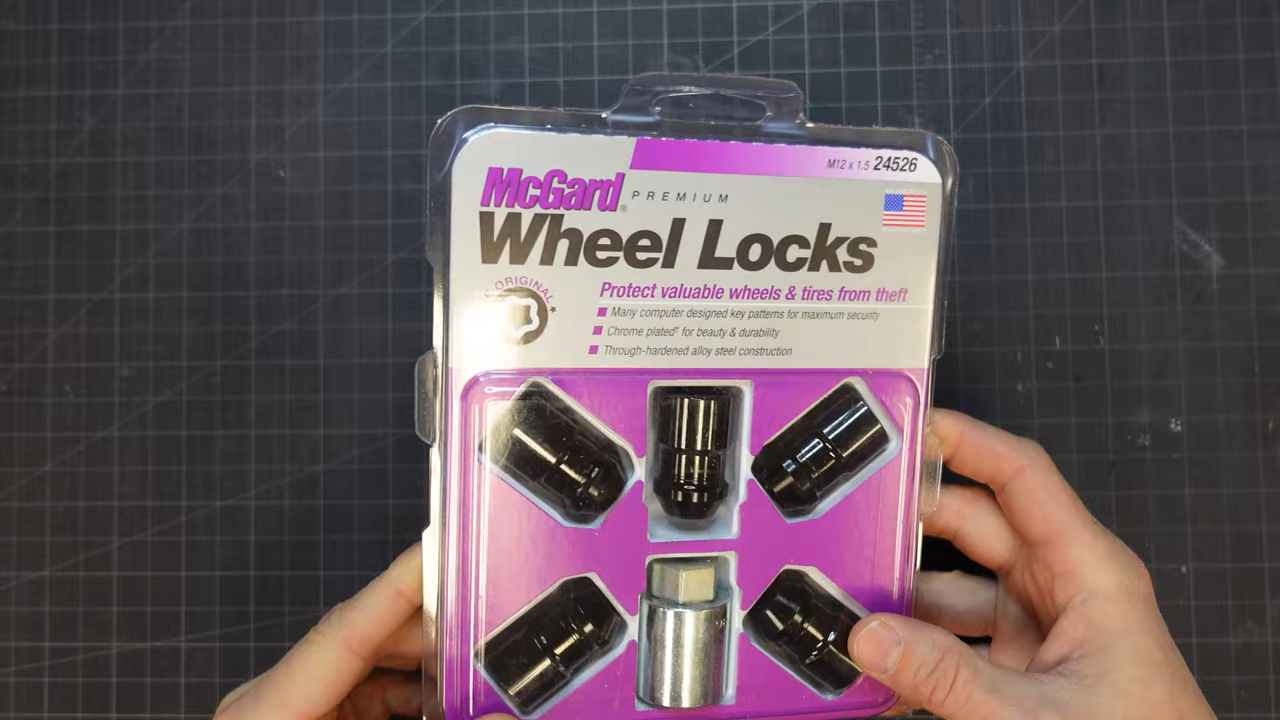 M12 x 1.5 24526
McGard® PREMIUM
Wheel Locks
ORIGINAL
Protect valuable wheels & tires from theft
Many computer designed key patterns for maximum security
Chrome plated† for beauty & durability
Through-hardened alloy steel construction